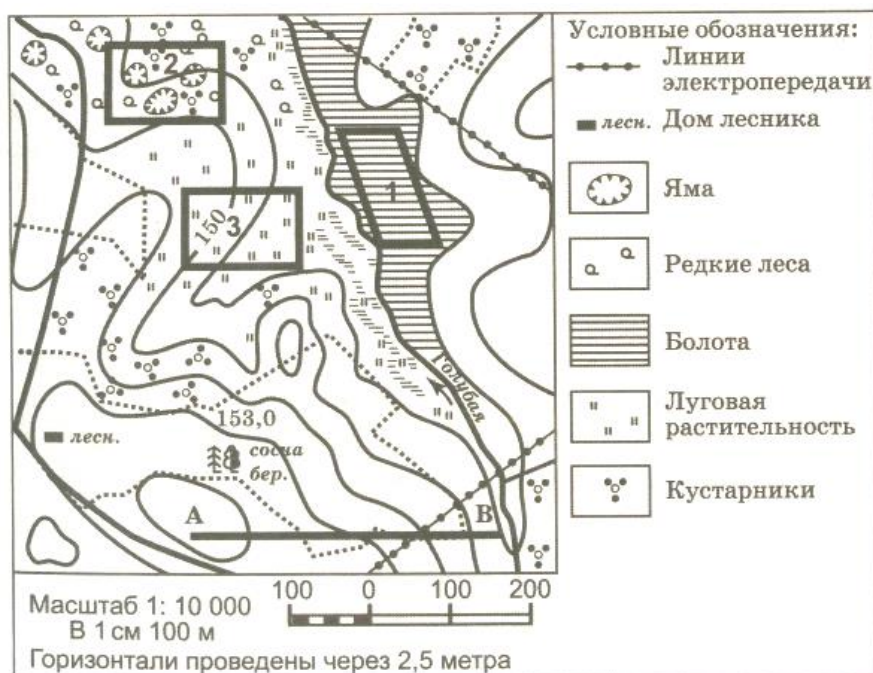 Условные обозначения:
Линии
электропередачи
лесн. Дом лесника
Яма
Редкие леса
Болота
Луговая
растительность
Кустарники
2
1
3
150
Голубая
153,0
лесн.
сосна
бер.
А
В
Масштаб 1: 10 000
В 1 см 100 м
100 0 100 200
Горизонтали проведены через 2,5 метра